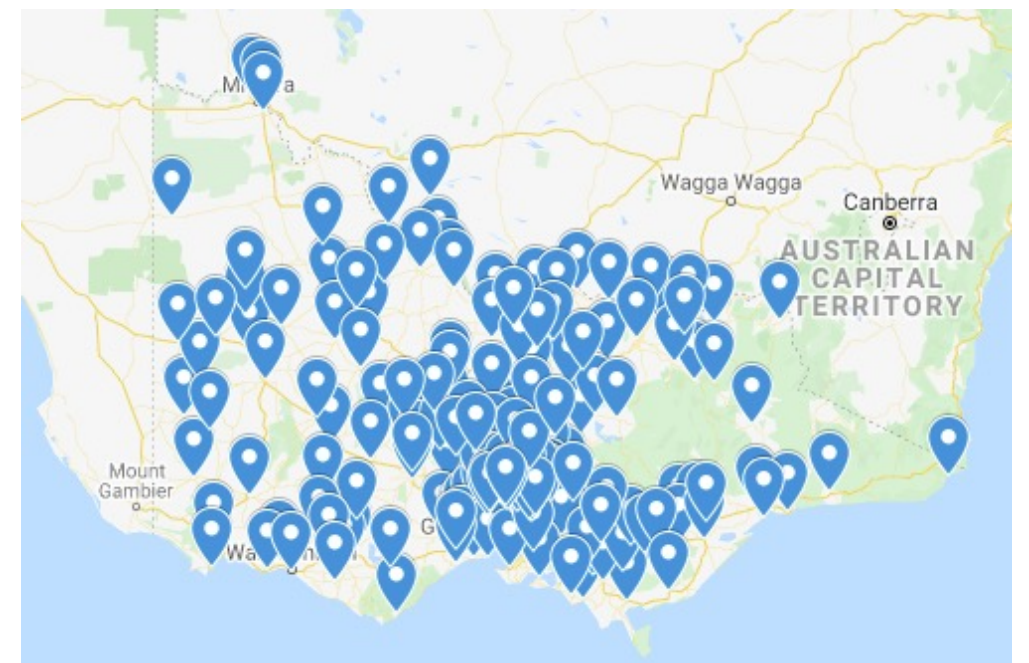 Wagga Wagga
Canberra
AUSTRALIAN
CAPITAL
TERRITORY
Mount
Gambier